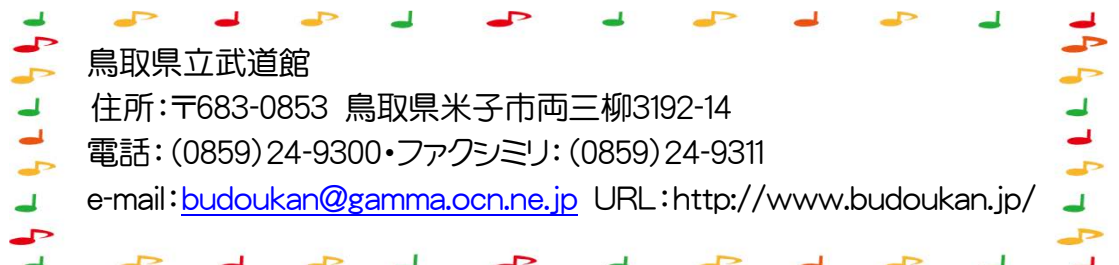 鳥取県立武道館
住所：〒683-0853 鳥取県米子市両三柳3192-14
電話：(0859)24-9300・ファクシミリ：(0859)24-9311
e-mail：budoukan@gamma.ocn.ne.jp URL：http://www.budoukan.jp/